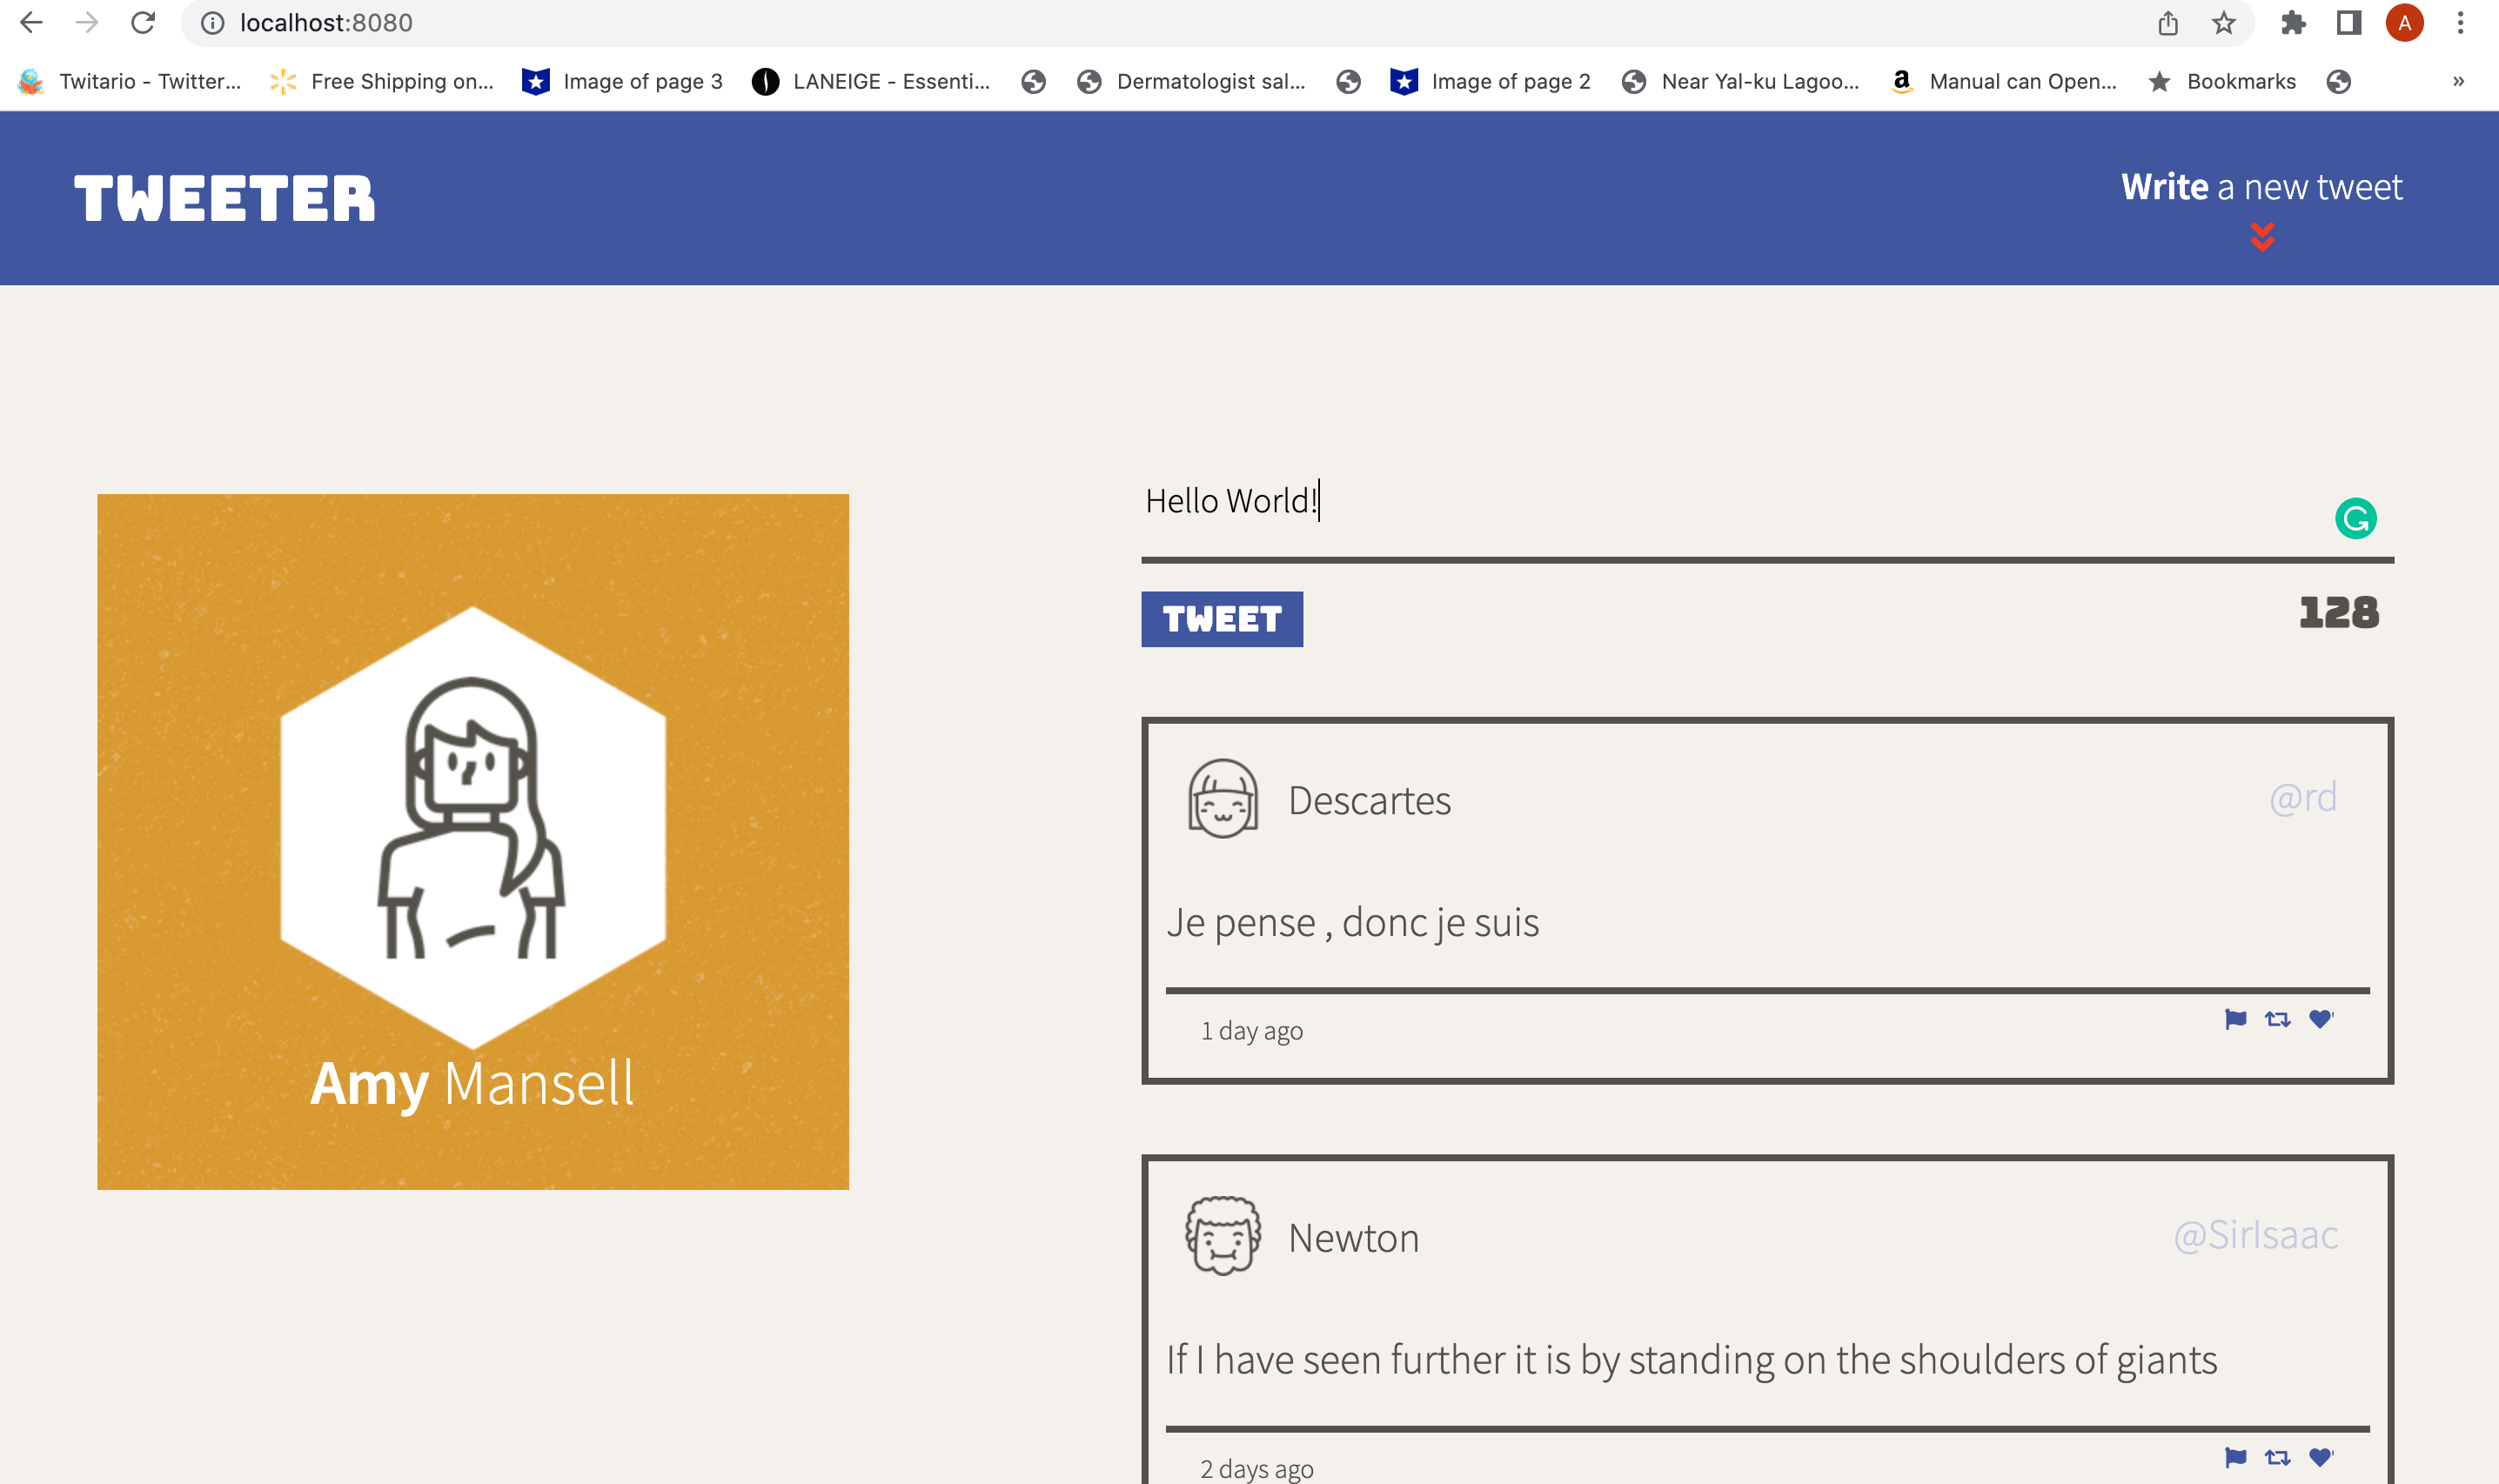 localhost:8080
A
Twitario - Twitter...
Free Shipping on...
Image of page 3
LANEIGE - Essenti...
Dermatologist sal...
Image of page 2
Near Yal-ku Lagoo...
a
Manual can Open...
Bookmarks
»
TWEETER
Write a new tweet
Hello World!
TWEET
128
Amy Mansell
Descartes
@rd
Je pense , donc je suis
1 day ago
Newton
@SirIsaac
If I have seen further it is by standing on the shoulders of giants
2 days ago